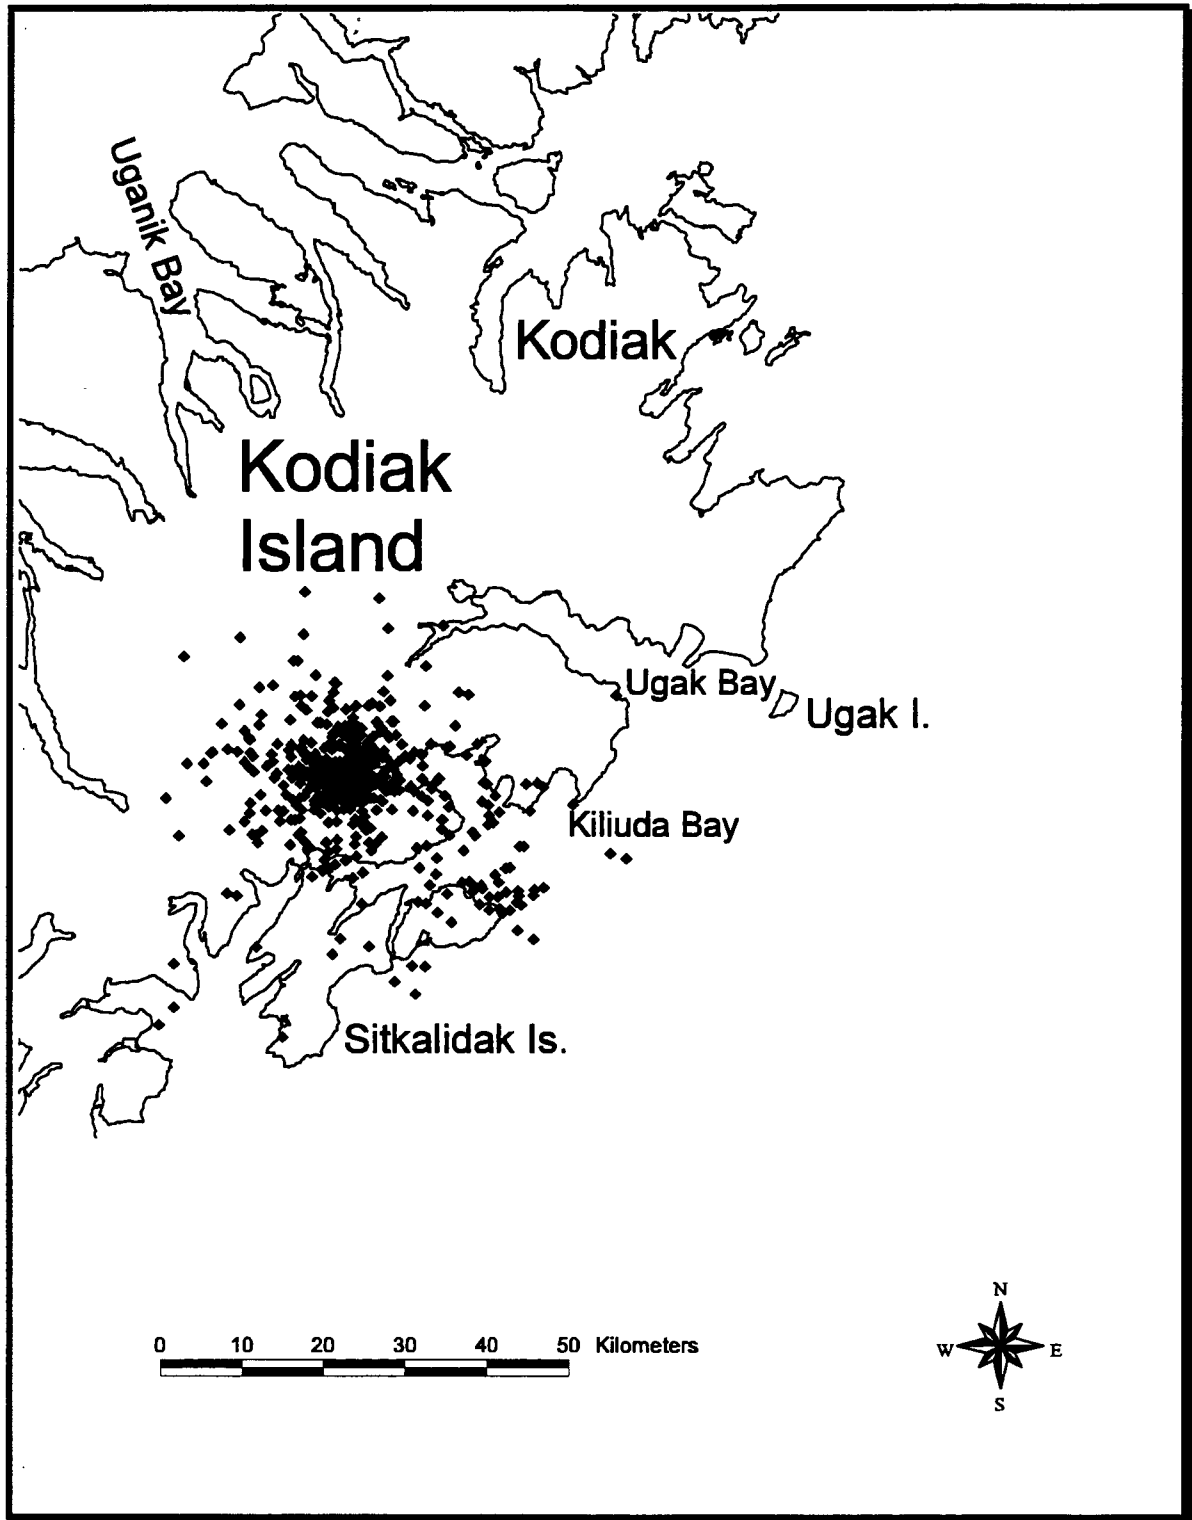 Uganik Bay
Kodiak
Kodiak
Island
Ugak Bay
Ugak I.
Kiliuda Bay
Sitkalidak Is.
0 10 20 30 40 50 Kilometers
N
W E
S